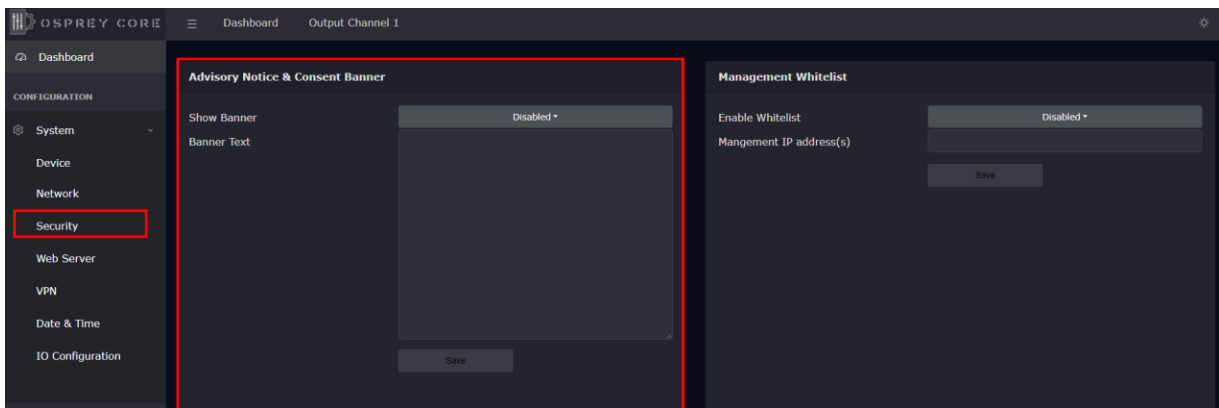 OSPREY CORE
Dashboard
Output Channel 1
Dashboard
CONFIGURATION
System
Device
Network
Security
Web Server
VPN
Date & Time
IO Configuration
Advisory Notice & Consent Banner
Show Banner
Disabled
Banner Text
Save
Management Whitelist
Enable Whitelist
Disabled
Mangement IP address(s)
Save